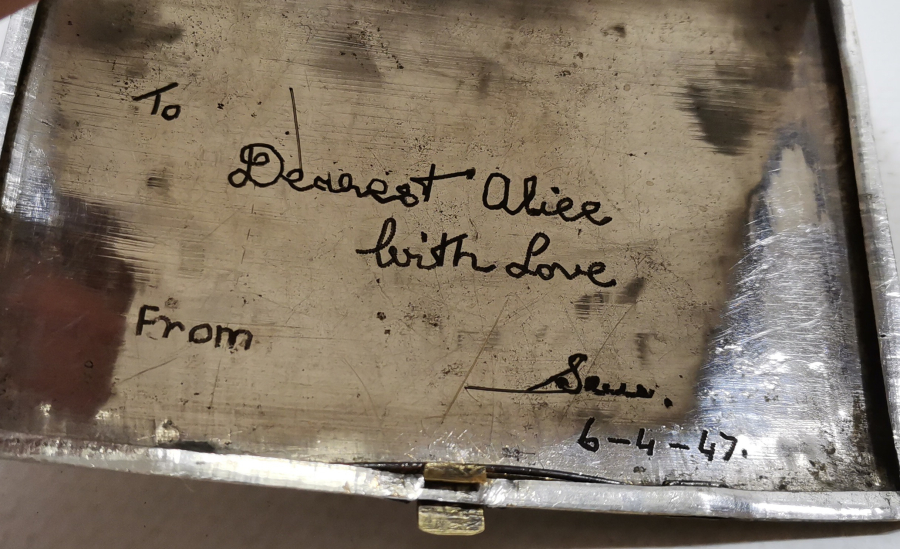 To
Dearest Alice
With Love
From
6-4-47.